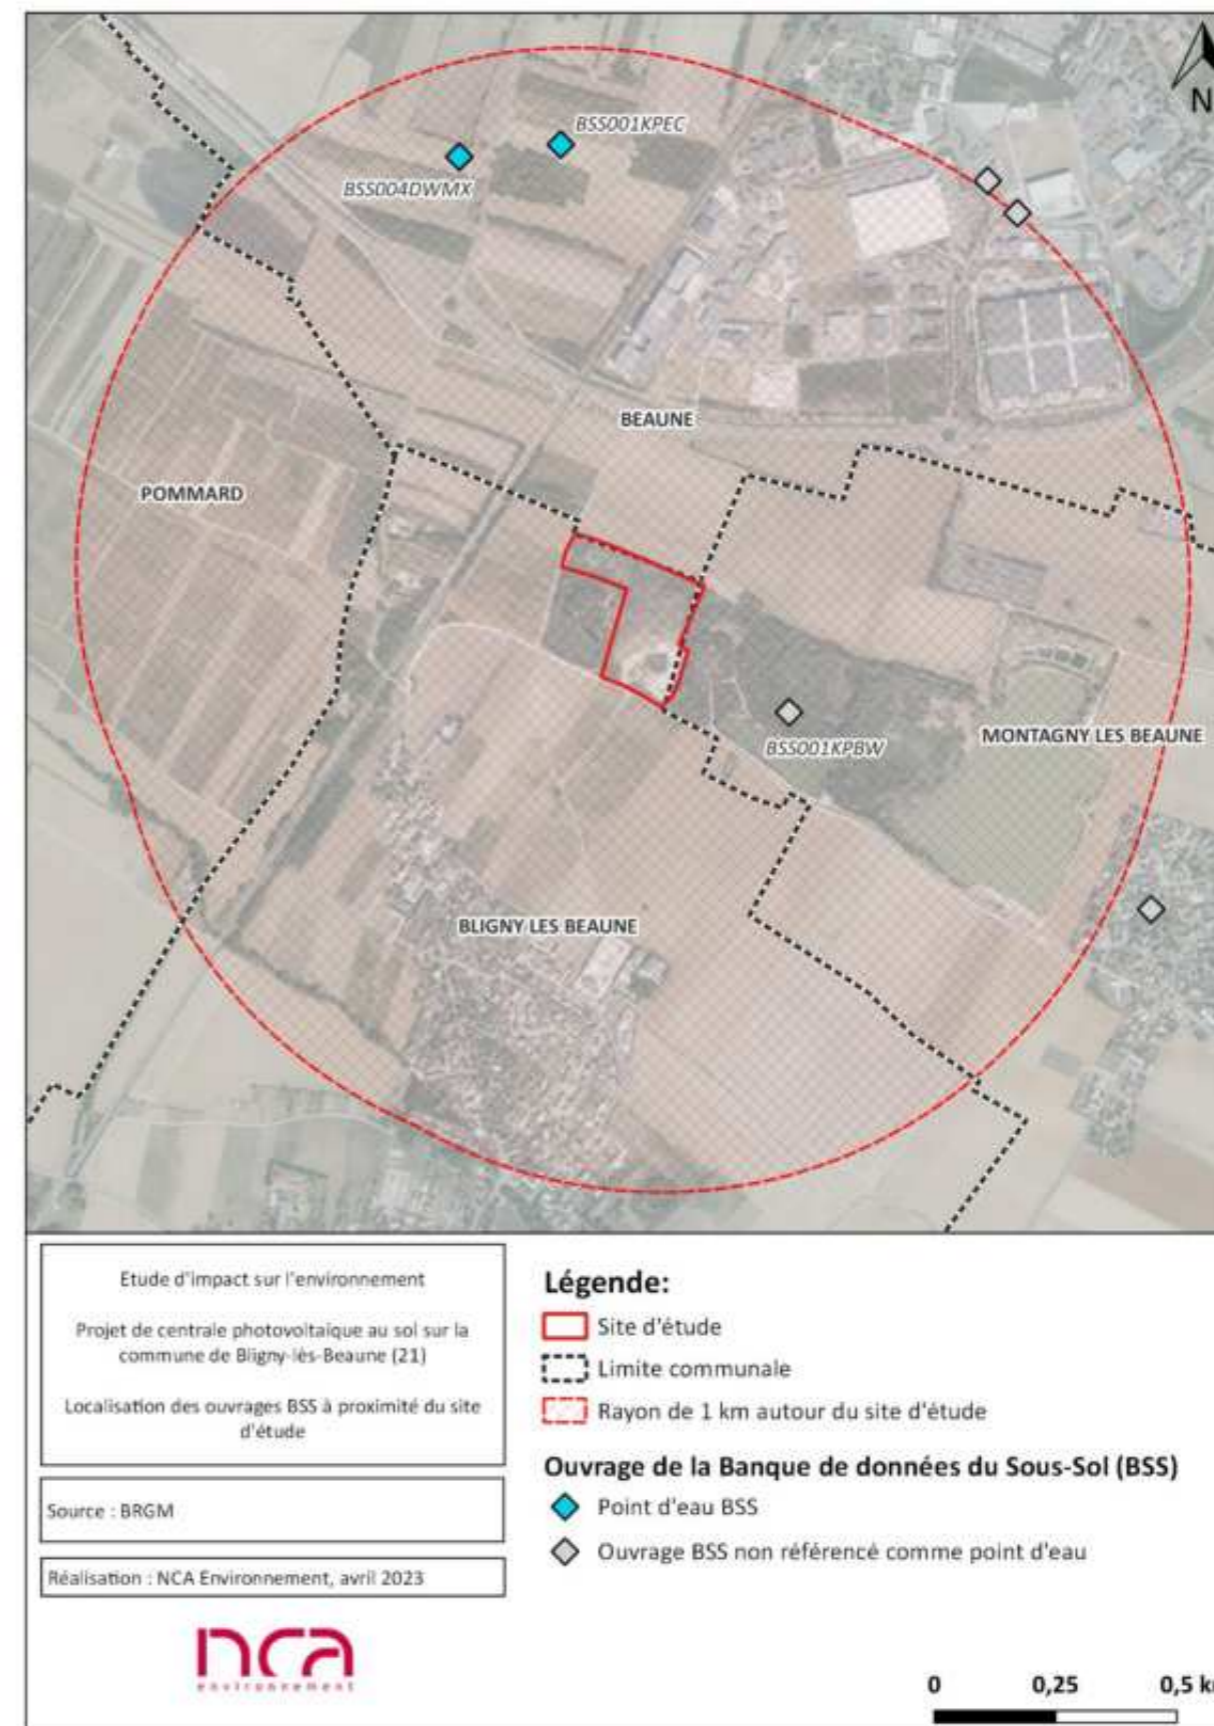 N
BSS001KPEC
BSS004DWMX
BEAUNE
POMMARD
BSS001KPBW
MONTAGNY LES BEAUNE
BLIGNY LES BEAUNE
Etude d'impact sur l'environnement
Projet de centrale photovoltaïque au sol sur la
commune de Bligny-lès-Beaune (21)
Localisation des ouvrages BSS à proximité du site
d'étude
Source : BRGM
Réalisation : NCA Environnement, avril 2023
nca
environnement
Légende:
Site d'étude
Limite communale
Rayon de 1 km autour du site d'étude
Ouvrage de la Banque de données du Sous-Sol (BSS)
Point d'eau BSS
Ouvrage BSS non référencé comme point d'eau
0 0,25 0,5 k